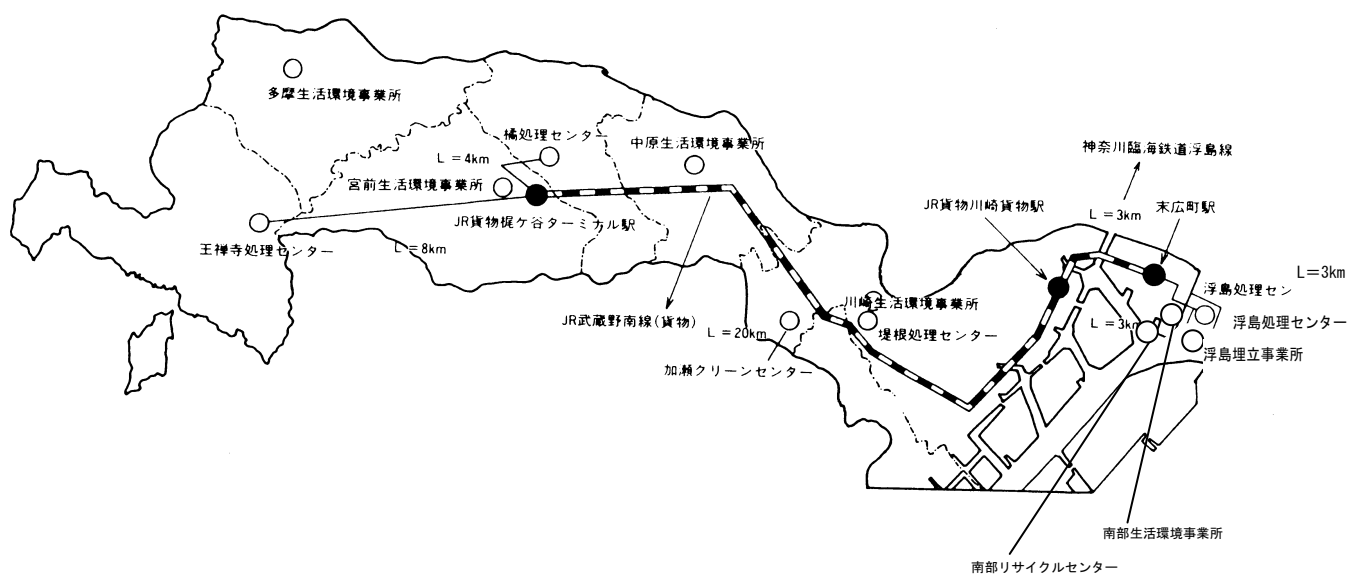 多摩生活環境事業所
橘処理センター
L＝4km
中原生活環境事業所
神奈川臨海鉄道浮島線
宮前生活環境事業所
JR貨物川崎貨物駅
L＝3km
末広町駅
JR貨物梶ケ谷ターミナル駅
王禅寺処理センター
L＝8km
L＝3km
浮島処理セン
川崎生活環境事業所
JR武蔵野南線(貨物)
L＝20km
堤根処理センター
L＝3km
浮島処理センター
浮島埋立事業所
加瀬クリーンセンター
南部生活環境事業所
南部リサイクルセンター